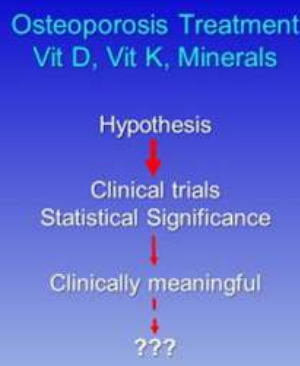 Osteoporosis Treatment
Vit D, Vit K, Minerals
Hypothesis
Clinical trials
Statistical Significance
Clinically meaningful
???